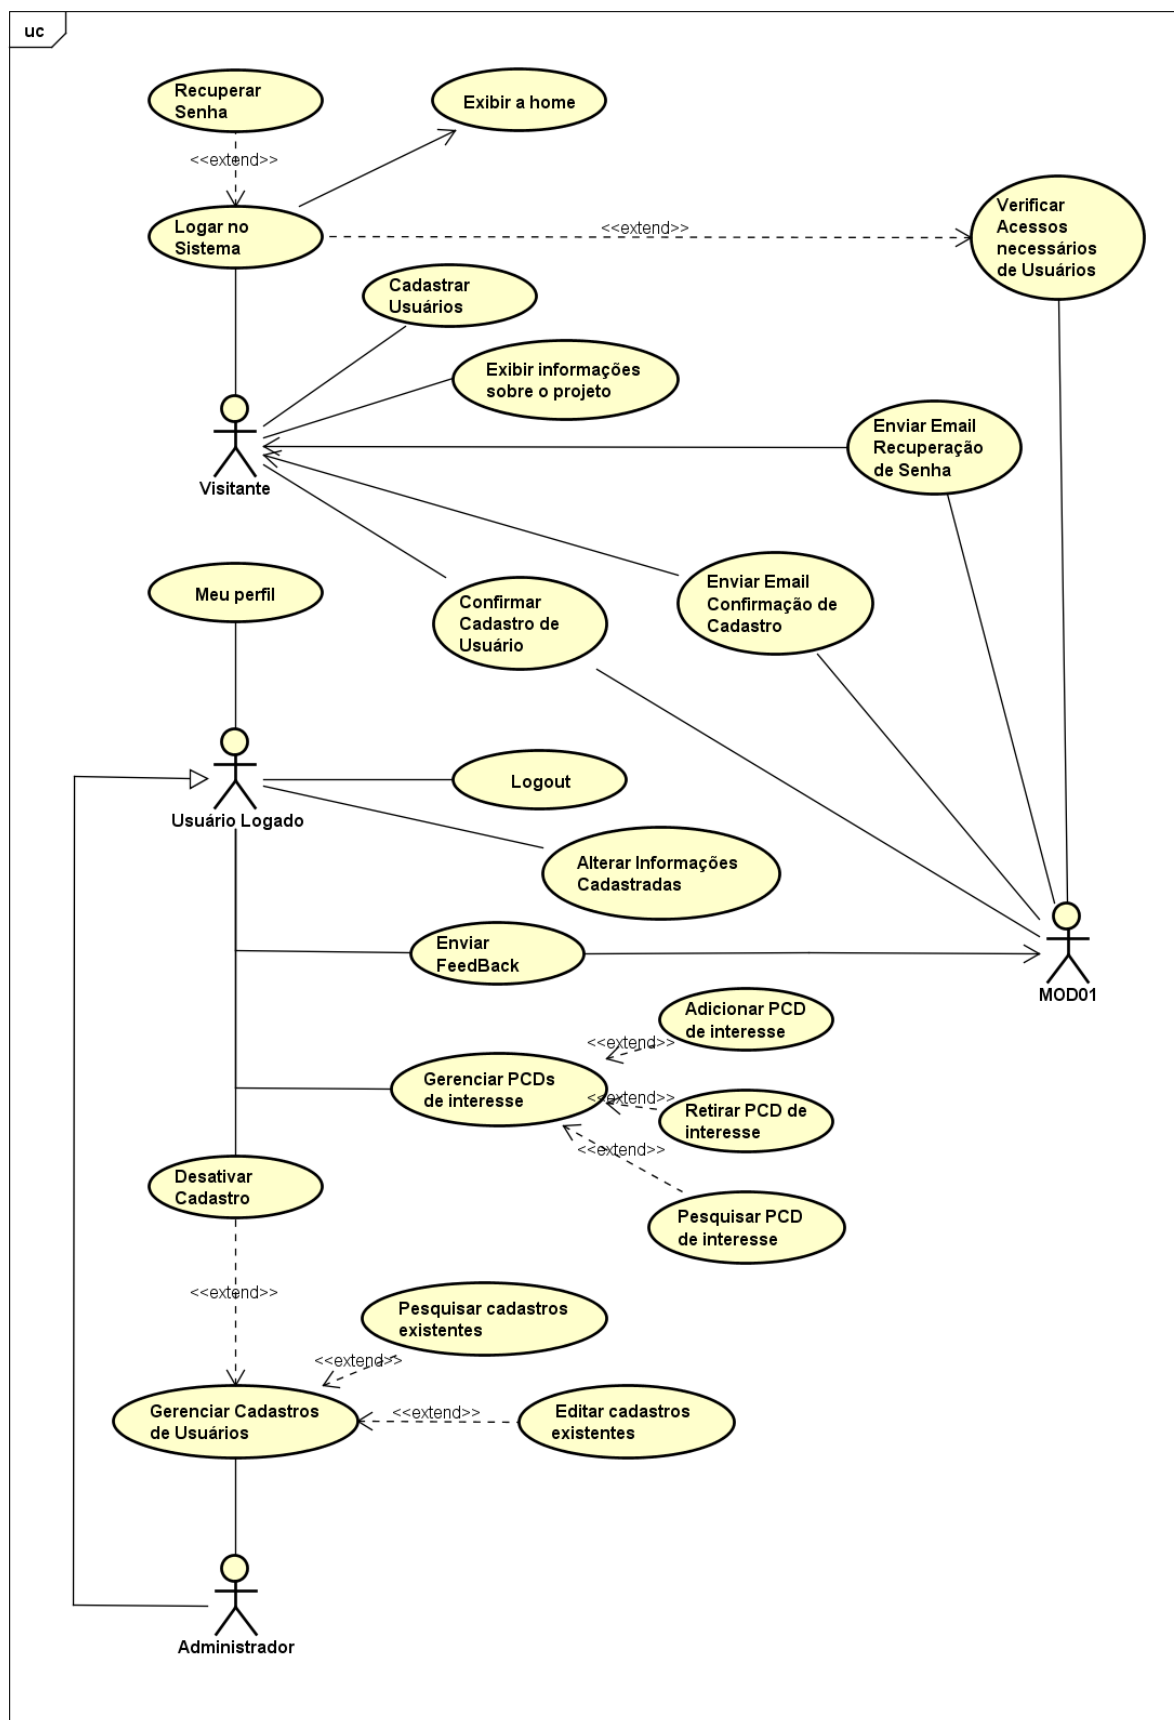 uc
Recuperar
Senha
Exibir a home
<<extend>>
Logar no
Sistema
<<extend>>
Verificar
Acessos
necessários
de Usuários
Cadastrar
Usuários
Exibir informações
sobre o projeto
Enviar Email
Recuperação
de Senha
Visitante
Enviar Email
Confirmação de
Cadastro
Meu perfil
Confirmar
Cadastro de
Usuário
Logout
Usuário Logado
Alterar Informações
Cadastradas
Enviar
FeedBack
MOD01
Adicionar PCD
de interesse
<<extend>>
Gerenciar PCDs
de interesse
<<extend>>
Retirar PCD de
interesse
<<extend>>
Desativar
Cadastro
Pesquisar PCD
de interesse
<<extend>>
Pesquisar cadastros
existentes
<<extend>>
Gerenciar Cadastros
de Usuários
<<extend>>
Editar cadastros
existentes
Administrador